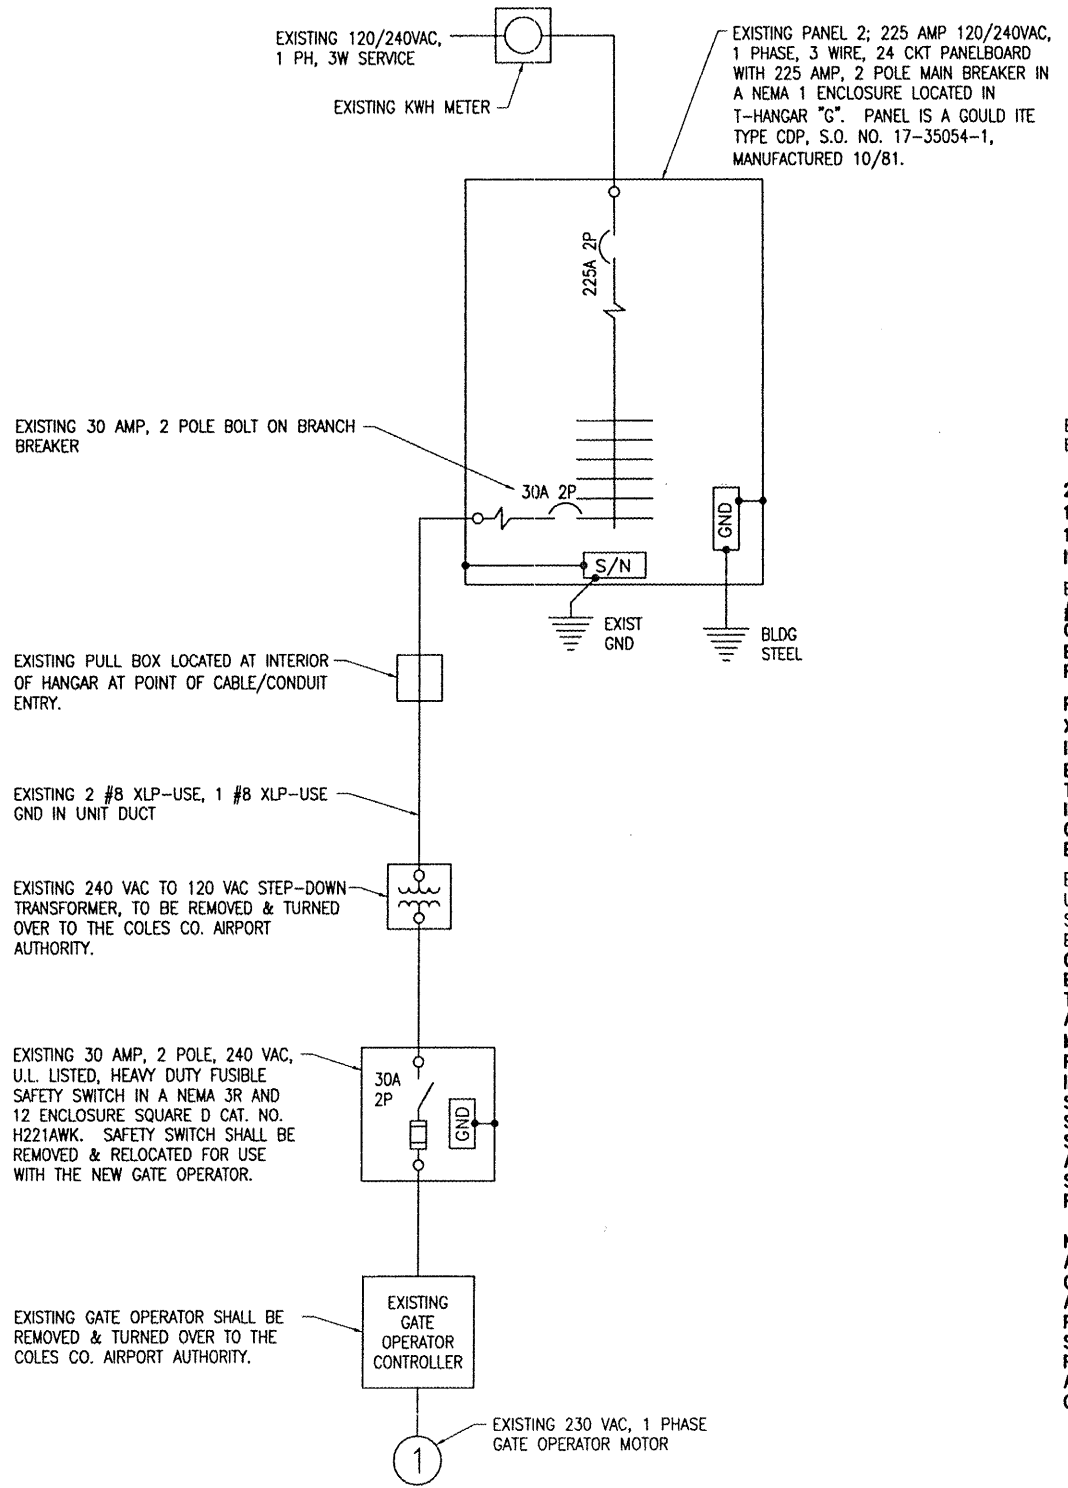 EXISTING 120/240VAC,
1 PH, 3W SERVICE
EXISTING KWH METER
EXISTING PANEL 2; 225 AMP 120/240VAC,
1 PHASE, 3 WIRE, 24 CKT PANELBOARD
WITH 225 AMP, 2 POLE MAIN BREAKER IN
A NEMA 1 ENCLOSURE LOCATED IN
T-HANGAR "G". PANEL IS A GOULD ITE
TYPE CDP, S.O. NO. 17-35054-1,
MANUFACTURED 10/81.
225A 2P
EXISTING 30 AMP, 2 POLE BOLT ON BRANCH
BREAKER
30A 2P
GND
S/N
EXIST
GND
BLDG
STEEL
EXISTING PULL BOX LOCATED AT INTERIOR
OF HANGAR AT POINT OF CABLE/CONDUIT
ENTRY.
EXISTING 2 #8 XLP-USE, 1 #8 XLP-USE
GND IN UNIT DUCT
EXISTING 240 VAC TO 120 VAC STEP-DOWN
TRANSFORMER, TO BE REMOVED & TURNED
OVER TO THE COLES CO. AIRPORT
AUTHORITY.
EXISTING 30 AMP, 2 POLE, 240 VAC,
U.L. LISTED, HEAVY DUTY FUSIBLE
SAFETY SWITCH IN A NEMA 3R AND
12 ENCLOSURE SQUARE D CAT. NO.
H221AWK. SAFETY SWITCH SHALL BE
REMOVED & RELOCATED FOR USE
WITH THE NEW GATE OPERATOR.
30A
2P
GND
EXISTING GATE OPERATOR SHALL BE
REMOVED & TURNED OVER TO THE
COLES CO. AIRPORT AUTHORITY.
EXISTING
GATE
OPERATOR
CONTROLLER
EXISTING 230 VAC, 1 PHASE
GATE OPERATOR MOTOR
1